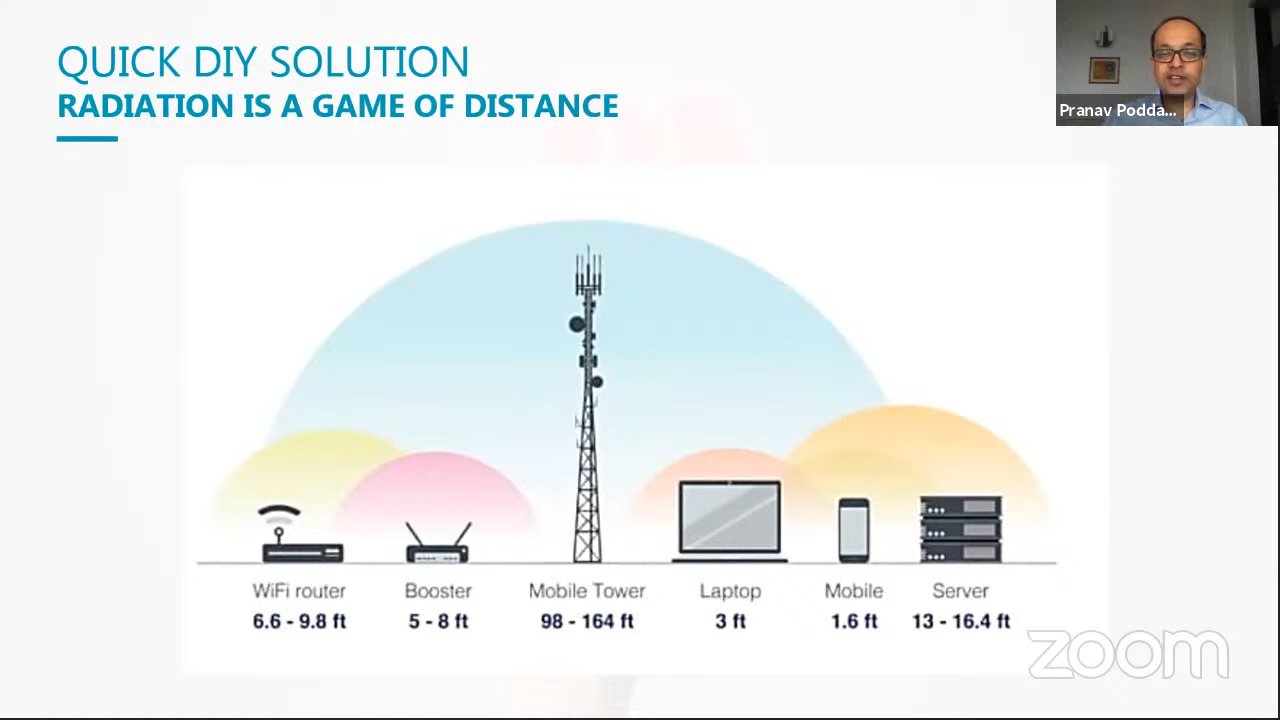 QUICK DIY SOLUTION
RADIATION IS A GAME OF DISTANCE
Pranav Podda...
WiFi router
6.6 - 9.8 ft
Booster
5 - 8 ft
Mobile Tower
98 - 164 ft
Laptop
3 ft
Mobile
1.6 ft
Server
13 - 16.4 ft
zoom